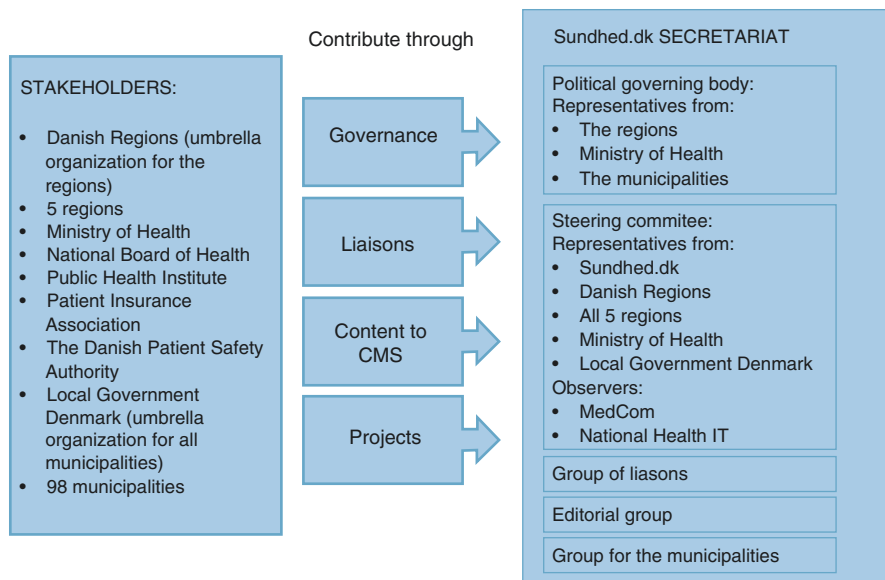 STAKEHOLDERS:
• Danish Regions (umbrella
organization for the
regions)
• 5 regions
• Ministry of Health
• National Board of Health
• Public Health Institute
• Patient Insurance
Association
• The Danish Patient Safety
Authority
• Local Government
Denmark (umbrella
organization for all
municipalities)
• 98 municipalities
Contribute through
Governance
Liaisons
Content to
CMS
Projects
Sundhed.dk SECRETARIAT
Political governing body:
Representatives from:
• The regions
• Ministry of Health
• The municipalities
Steering commitee:
Representatives from:
• Sundhed.dk
• Danish Regions
• All 5 regions
• Ministry of Health
• Local Government Denmark
Observers:
• MedCom
• National Health IT
Group of liasons
Editorial group
Group for the municipalities